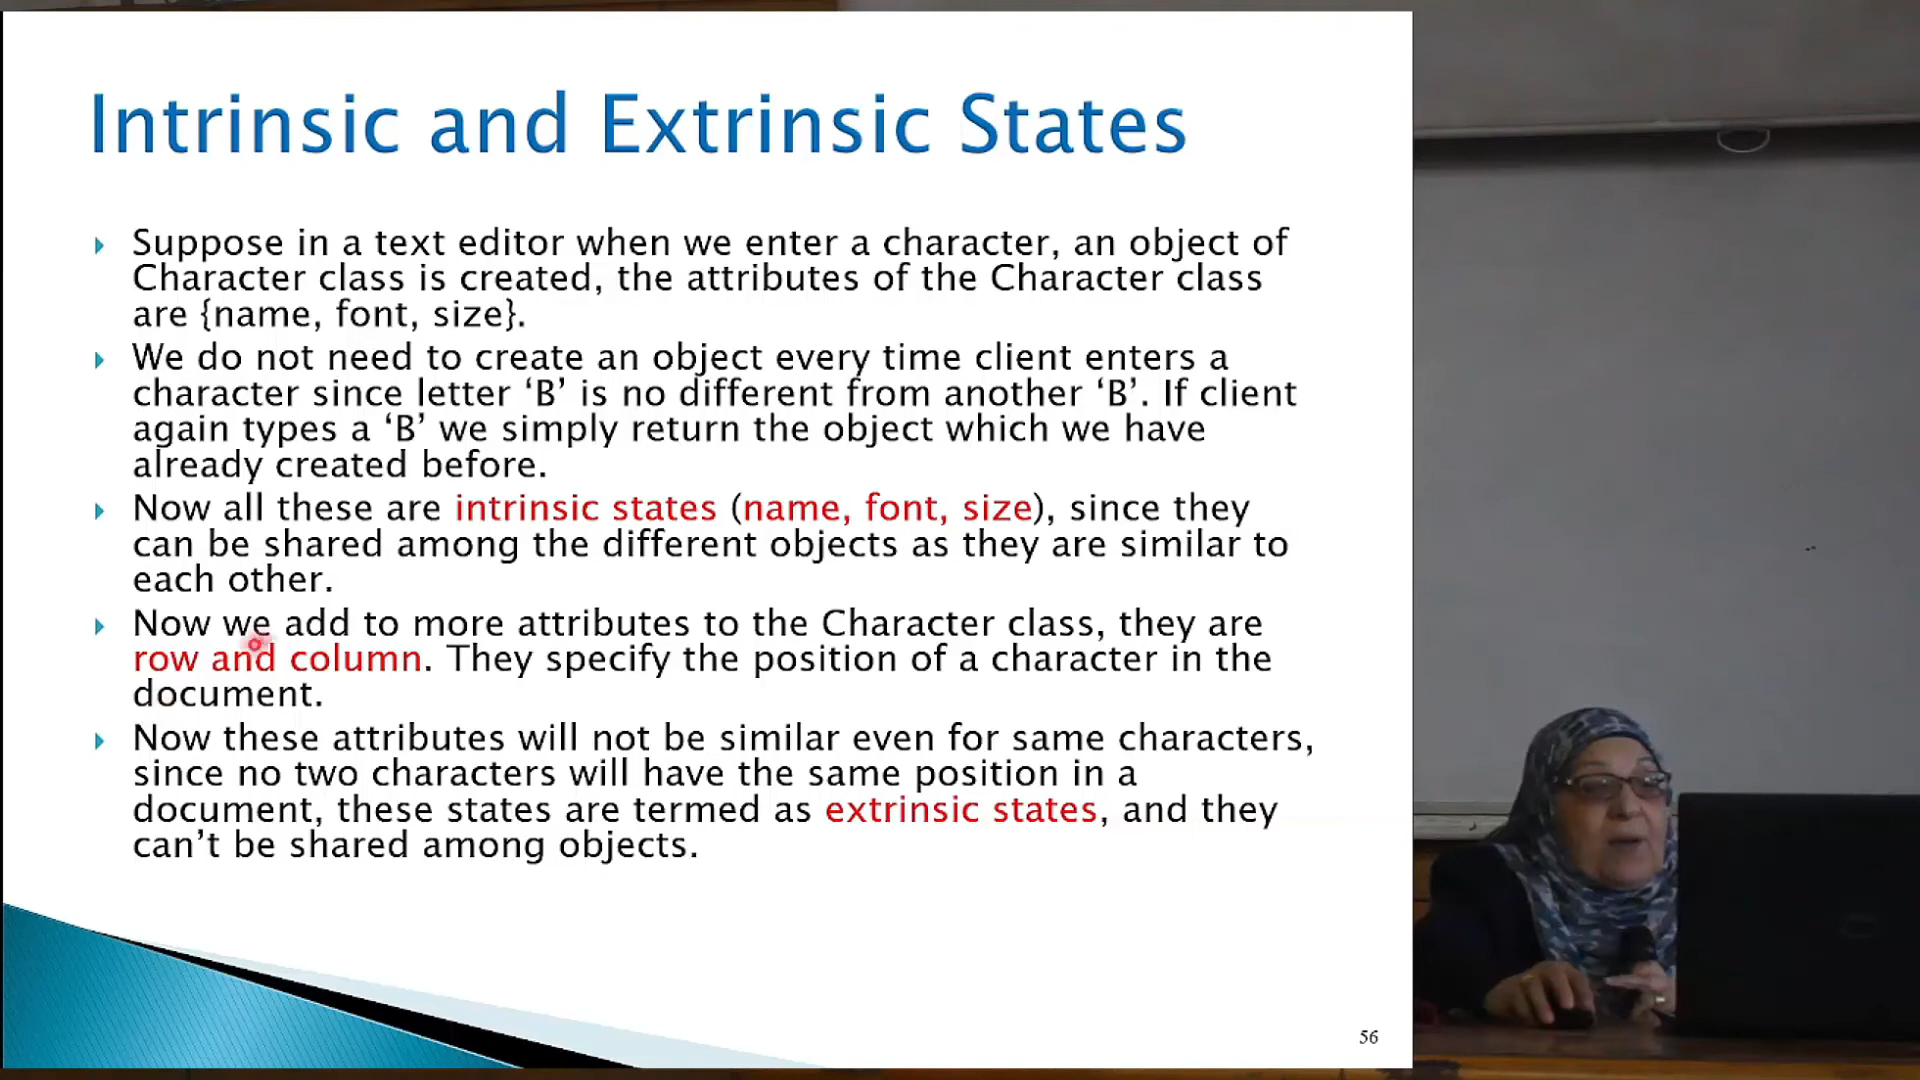 Intrinsic and Extrinsic States
Suppose in a text editor when we enter a character, an object of
Character class is created, the attributes of the Character class
are {name, font, size}.
We do not need to create an object every time client enters a
character since letter ‘B’ is no different from another ‘B’. If client
again types a ‘B’ we simply return the object which we have
already created before.
Now all these are intrinsic states (name, font, size), since they
can be shared among the different objects as they are similar to
each other.
Now we add to more attributes to the Character class, they are
row and column. They specify the position of a character in the
document.
Now these attributes will not be similar even for same characters,
since no two characters will have the same position in a
document, these states are termed as extrinsic states, and they
can’t be shared among objects.
56